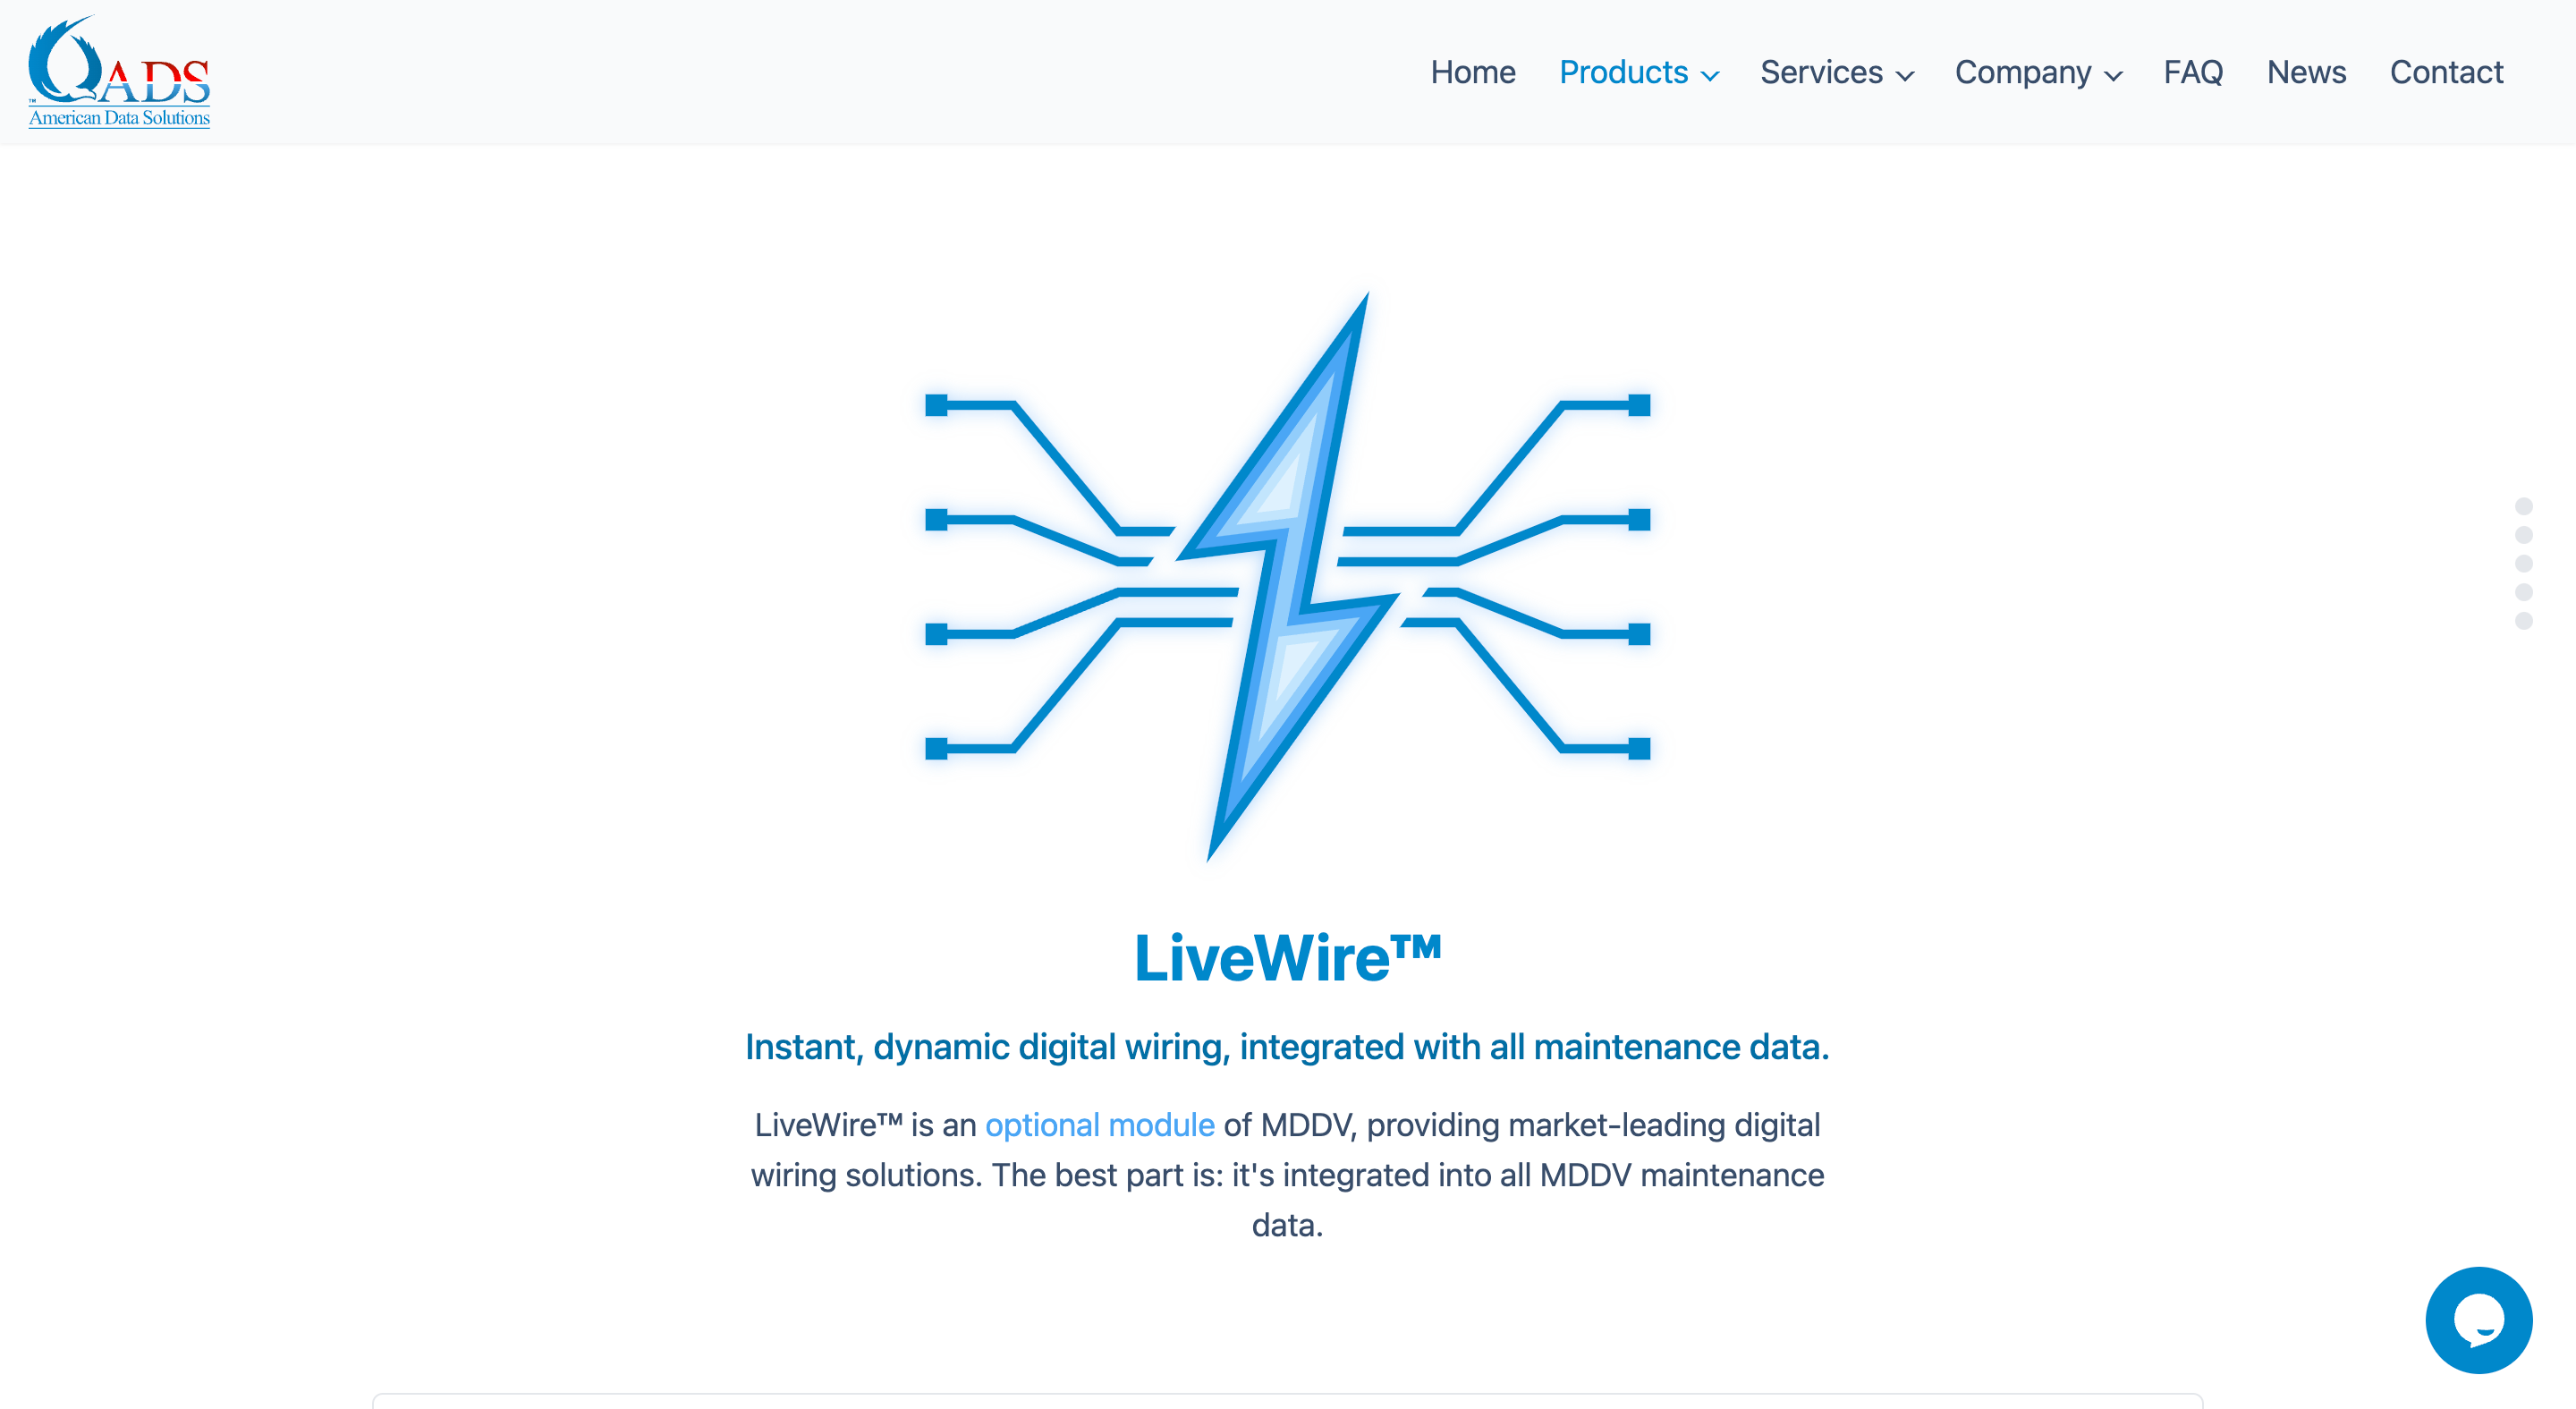 ADS
™
American Data Solutions
Home Products Services Company FAQ News Contact
LiveWire™
Instant, dynamic digital wiring, integrated with all maintenance data.
LiveWire™ is an optional module of MDDV, providing market-leading digital
wiring solutions. The best part is: it's integrated into all MDDV maintenance
data.